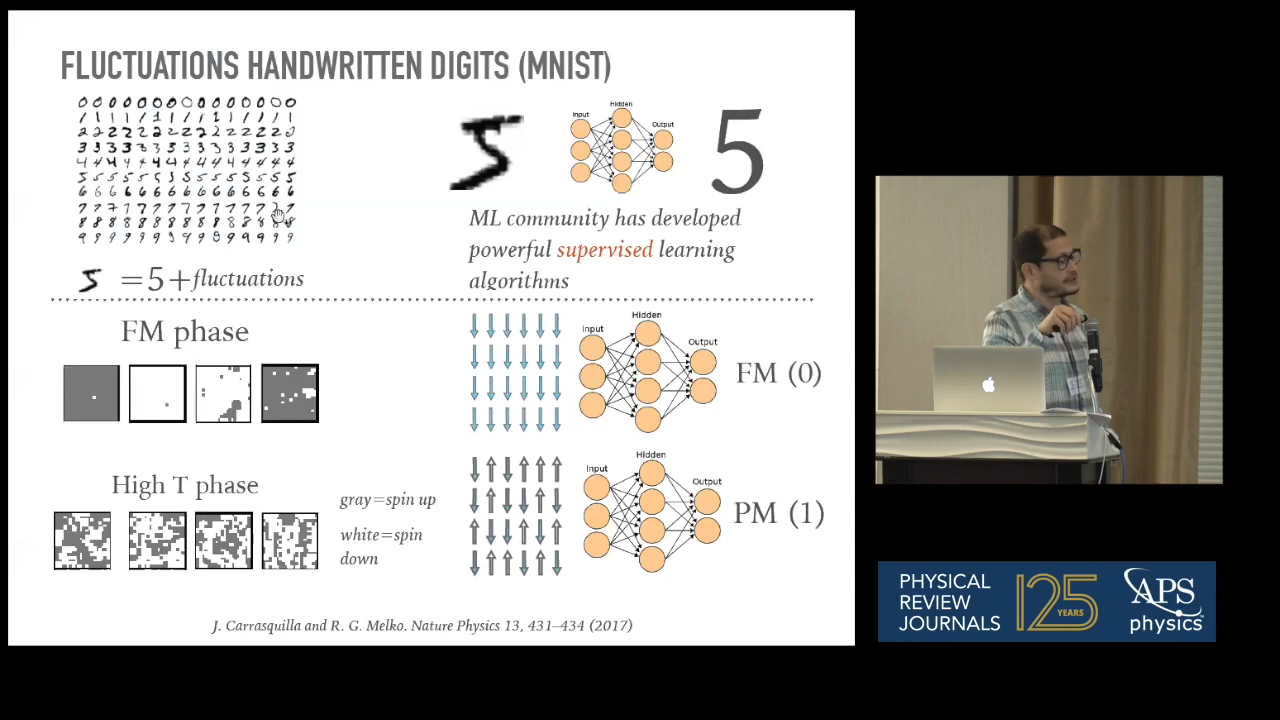 FLUCTUATIONS HANDWRITTEN DIGITS (MNIST)
Input
Hidden
Output
5
5
=5+fluctuations
ML community has developed
powerful supervised learning
algorithms
FM phase
Input
Hidden
Output
FM (0)
High T phase
gray=spin up
white=spin
down
Input
Hidden
Output
PM (1)
J. Carrasquilla and R. G. Melko. Nature Physics 13, 431–434 (2017)
PHYSICAL
REVIEW
JOURNALS
125
YEARS
APS
physics